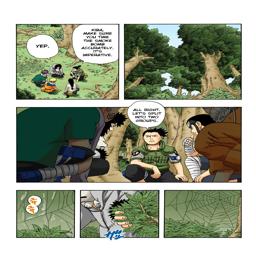 KIBA,
MAKE SURE
YOU TIME
THE SMOKE
BOMB
ACCURATELY.
IT'S
IMPERATIVE.
YEP.
ALL RIGHT.
LET'S SPLIT
INTO TWO
GROUPS.